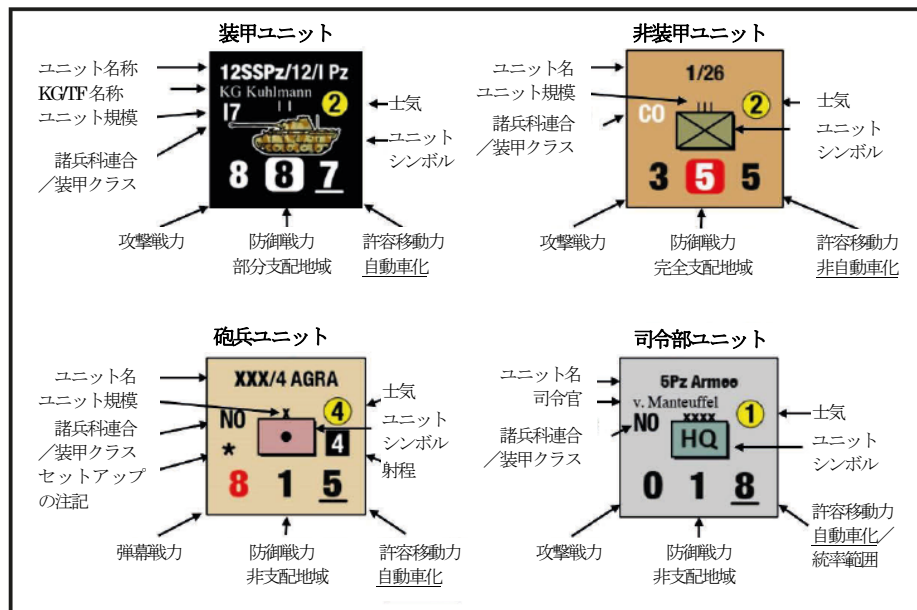 装甲ユニット
ユニット名称
KG/TF 名称
ユニット規模
諸兵科連合
／装甲クラス
12SSPz/12/I Pz
KG Kuhlmann
I I
I7
2
8 8 7
士気
ユニット
シンボル
攻撃戦力
防御戦力
部分支配地域
許容移動力
自動車化
非装甲ユニット
ユニット名
ユニット規模
諸兵科連合
／装甲クラス
1/26
III
CO
2
3 5 5
士気
ユニット
シンボル
攻撃戦力
防御戦力
完全支配地域
許容移動力
非自動車化
砲兵ユニット
ユニット名
ユニット規模
諸兵科連合
／装甲クラス
セットアップ
の注記
XXX/4 AGRA
x
NO
4
*
4
8 1 5
士気
ユニット
シンボル
射程
弾幕戦力
防御戦力
非支配地域
許容移動力
自動車化
司令部ユニット
ユニット名
司令官
諸兵科連合
／装甲クラス
5Pz Armee
v. Manteuffel
xxxx
NO
1
HQ
0 1 8
士気
ユニット
シンボル
攻撃戦力
防御戦力
非支配地域
許容移動力
自動車化／
統率範囲